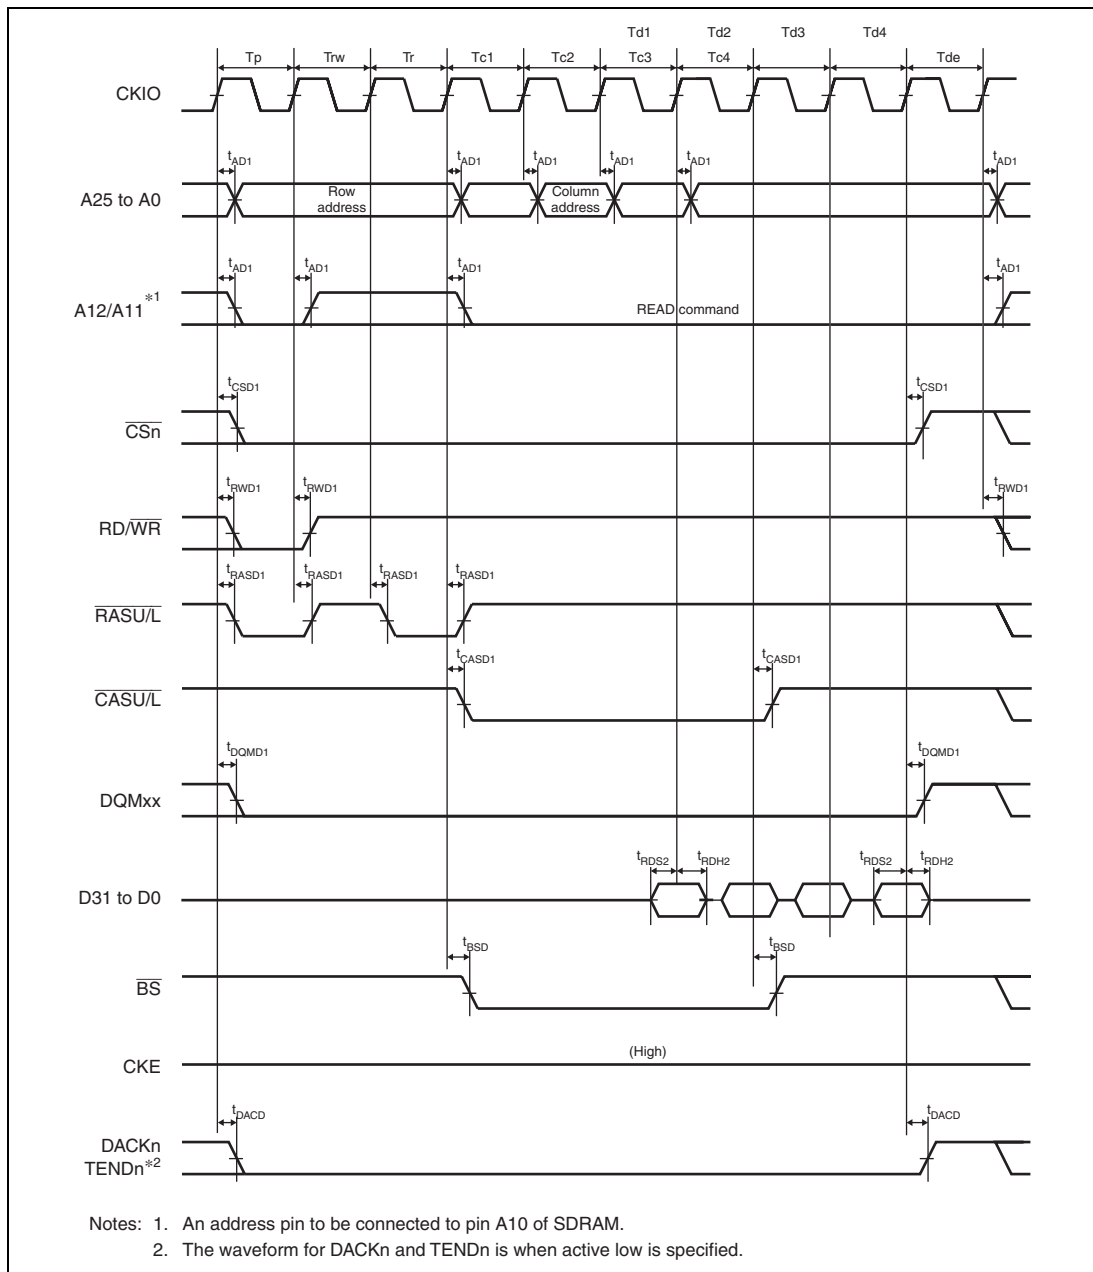 Td1 Td2 Td3 Td4
Tp Trw Tr Tc1 Tc2 Tc3 Tc4 Tde
CKIO
tAD1 tAD1 tAD1 tAD1 tAD1 tAD1
A25 to A0
Row address
Column address
tAD1 tAD1 tAD1 tAD1
A12/A11*1
READ command
tCSD1 tCSD1
CSn
tRWD1 tRWD1 tRWD1
RD/WR
tRASD1 tRASD1 tRASD1 tRASD1
RASU/L
tCASD1 tCASD1
CASU/L
tDQMD1 tDQMD1
DQMxx
tRDS2 tRDH2 tRDS2 tRDH2
D31 to D0
tBSD tBSD
BS
(High)
CKE
tDACD tDACD
DACKn
TENDn*2
Notes: 1. An address pin to be connected to pin A10 of SDRAM.
2. The waveform for DACKn and TENDn is when active low is specified.